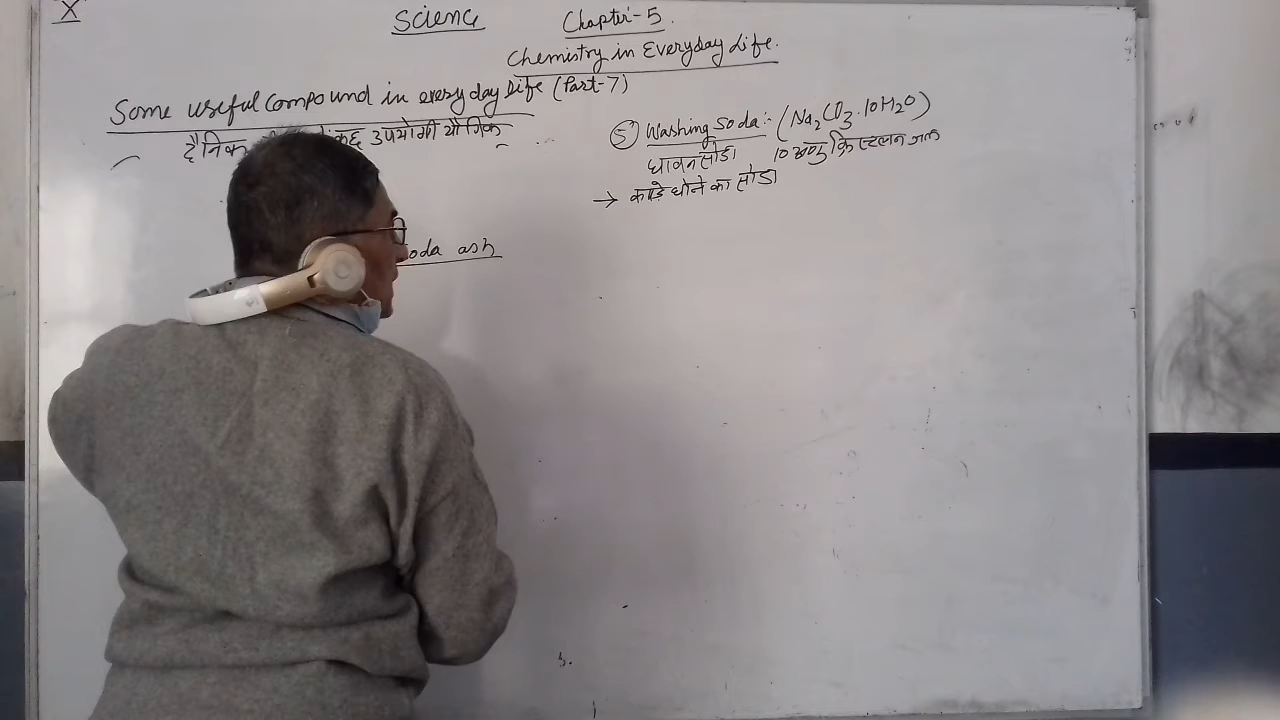 X
Science Chapter-5.
Chemistry in Everyday Life.
Some useful Compound in every day life (Part-7)
दैनिक कुछ उपयोगी यौगिक
oda ash
⑤ Washing Soda:- (Na₂CO₃.10H₂O)
धावन सोडा 10 अणु क्रिस्टलन जल
→ कपड़े धोने का सोडा